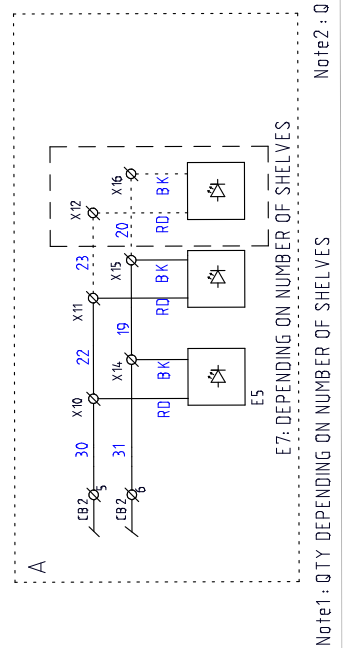 A
CB2
5
30
X10
22
X11
23
X12
CB2
6
31
X14
19
X15
20
X16
RD
BK
RD
BK
RD
BK
E5
E7: DEPENDING ON NUMBER OF SHELVES
Note1: QTY DEPENDING ON NUMBER OF SHELVES
Note2: Q